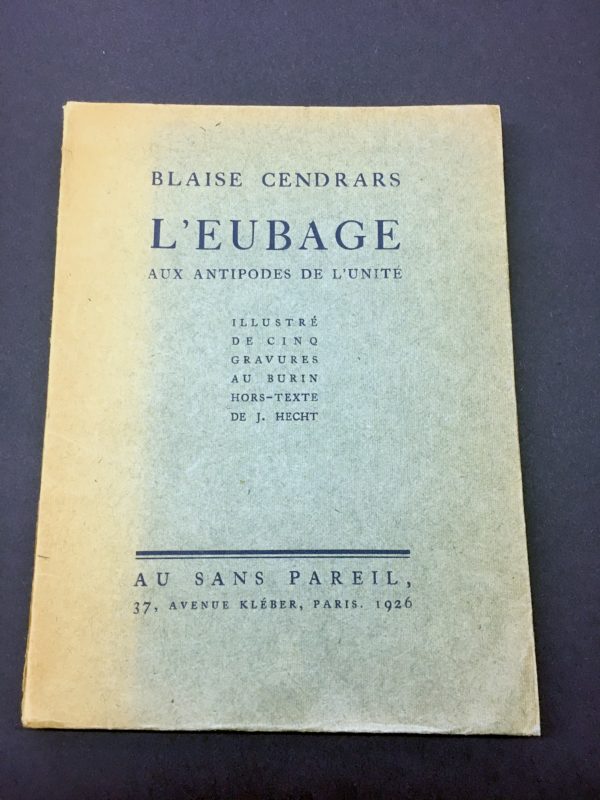 BLAISE CENDRARS
L'EUBAGE
AUX ANTIPODES DE L'UNITÉ
ILLUSTRÉ
DE CINQ
GRAVURES
AU BURIN
HORS-TEXTE
DE J. HECHT
AU SANS PAREIL,
37, AVENUE KLÉBER, PARIS. 1926